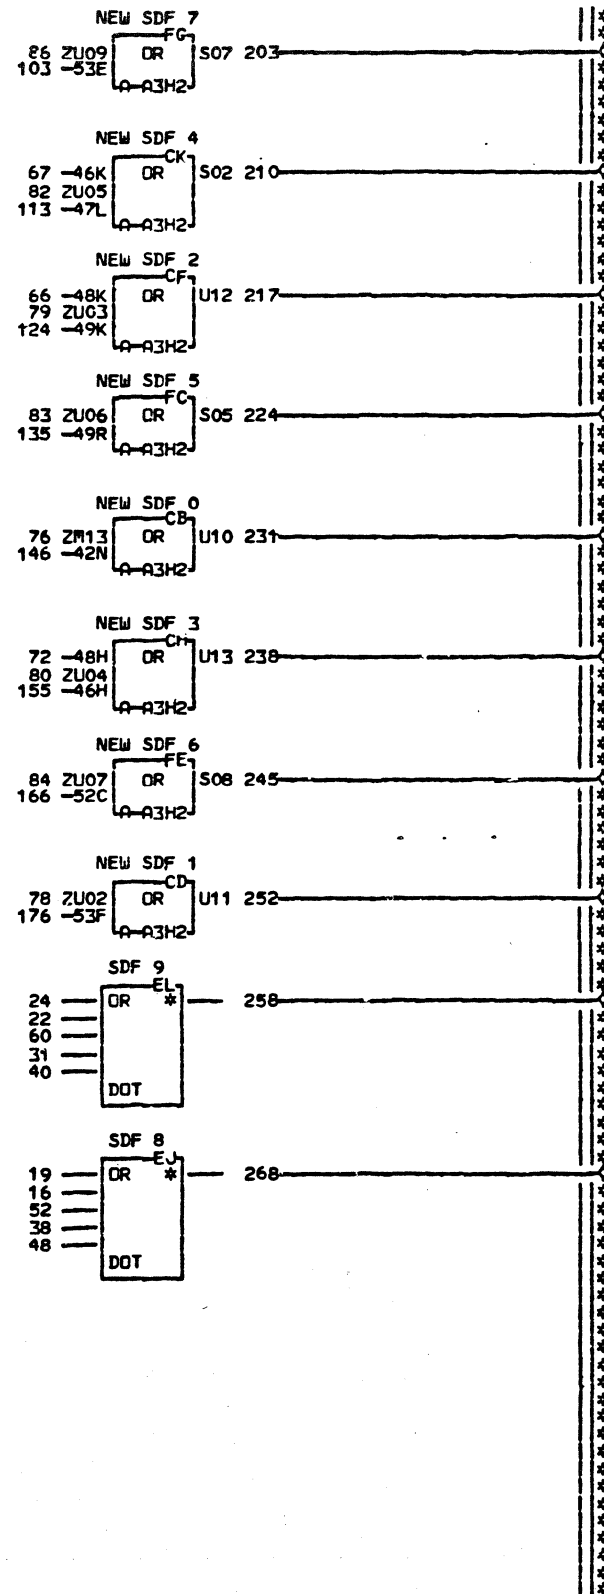 NEW SDF 7
FG
86 ZU09 OR S07 203
103 -53E
A-A3H2
NEW SDF 4
CK
67 -46K OR S02 210
82 ZU05
113 -47L
A-A3H2
NEW SDF 2
CF
66 -48K OR U12 217
79 ZU03
124 -49K
A-A3H2
NEW SDF 5
FC
83 ZU06 OR S05 224
135 -49R
A-A3H2
NEW SDF 0
CB
76 ZM13 OR U10 231
146 -42N
A-A3H2
NEW SDF 3
CH
72 -48H OR U13 238
80 ZU04
155 -46H
A-A3H2
NEW SDF 6
FE
84 ZU07 OR S08 245
166 -52C
A-A3H2
NEW SDF 1
CD
78 ZU02 OR U11 252
176 -53F
A-A3H2
SDF 9
EL
24 OR * 258
22
60
31
40
DOT
SDF 8
EJ
19 OR * 268
16
52
38
48
DOT